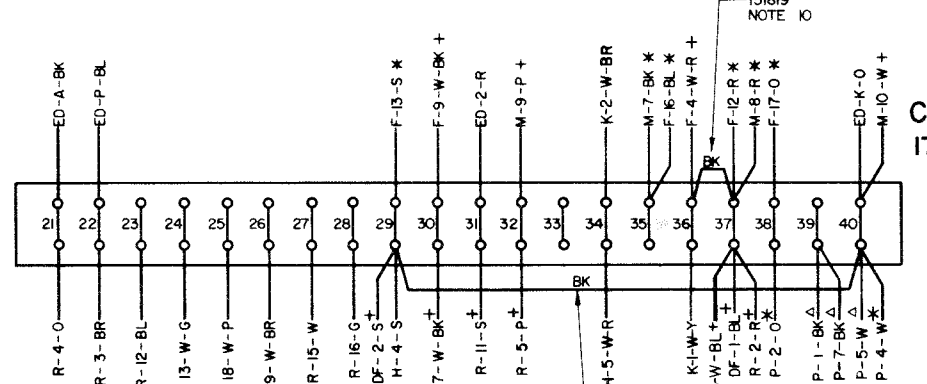 NOTE 10
ED-A-BK
ED-P-BL
F-13-S *
F-9-W-BK +
ED-2-R
M-9-P +
K-2-W-BR
M-7-BK *
F-16-BL *
F-4-W-R +
F-12-R *
M-8-R *
F-17-O *
ED-K-O
M-10-W +
BK
21
22
23
24
25
26
27
28
29
30
31
32
33
34
35
36
37
38
39
40
BK
R-4-O
R-3-BR
R-12-BL
13-W-G
18-W-P
9-W-BR
R-15-W
R-16-G
DF-2-S +
H-4-S
7-W-BK +
R-11-S +
R-5-P +
H-5-W-R
K-1-W-Y
-W-BL +
DF-1-BL +
R-2-R +
P-2-O *
P-1-BK △
P-7-BK △
P-5-W △
P-4-W *